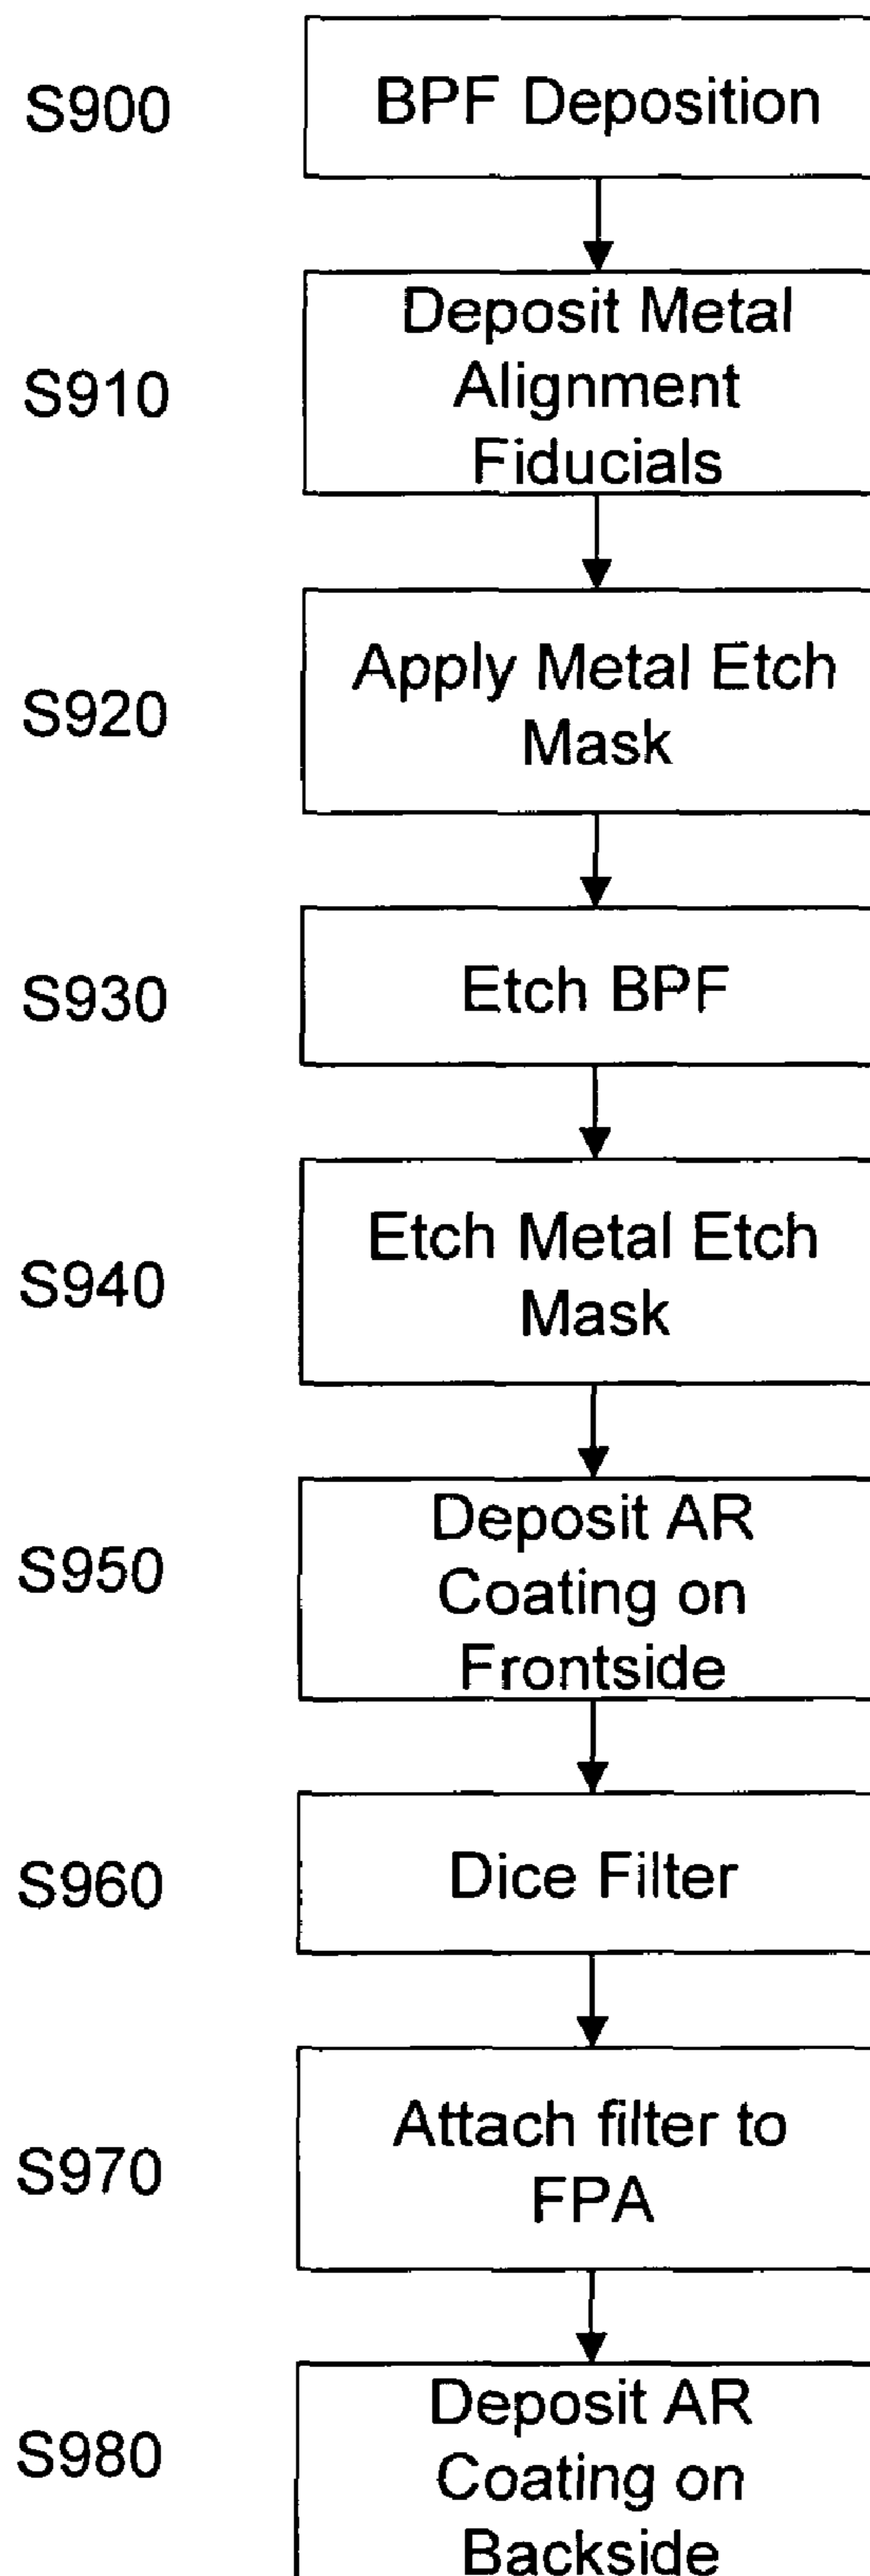 S900
BPF Deposition
S910
Deposit Metal
Alignment
Fiducials
S920
Apply Metal Etch
Mask
S930
Etch BPF
S940
Etch Metal Etch
Mask
S950
Deposit AR
Coating on
Frontside
S960
Dice Filter
S970
Attach filter to
FPA
S980
Deposit AR
Coating on
Backside